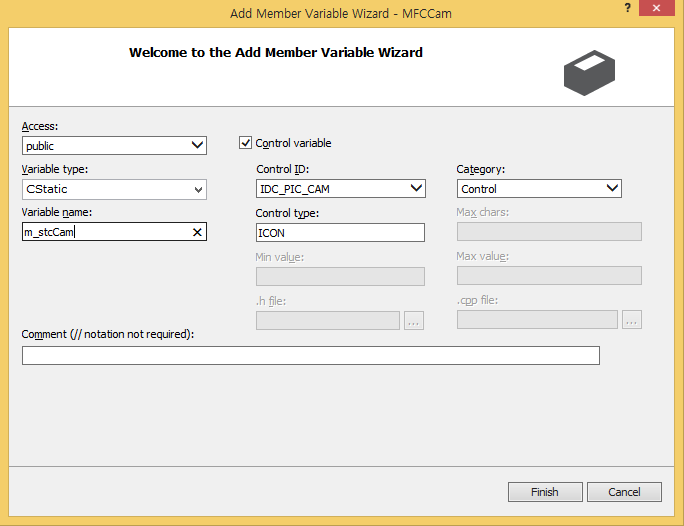 Add Member Variable Wizard - MFCCam
?
Welcome to the Add Member Variable Wizard
Access:
public
Control variable
Variable type:
CStatic
Control ID:
IDC_PIC_CAM
Category:
Control
Variable name:
m_stcCam
Control type:
ICON
Max chars:
Min value:
Max value:
.h file:
...
.cpp file:
...
Comment (// notation not required):
Finish
Cancel